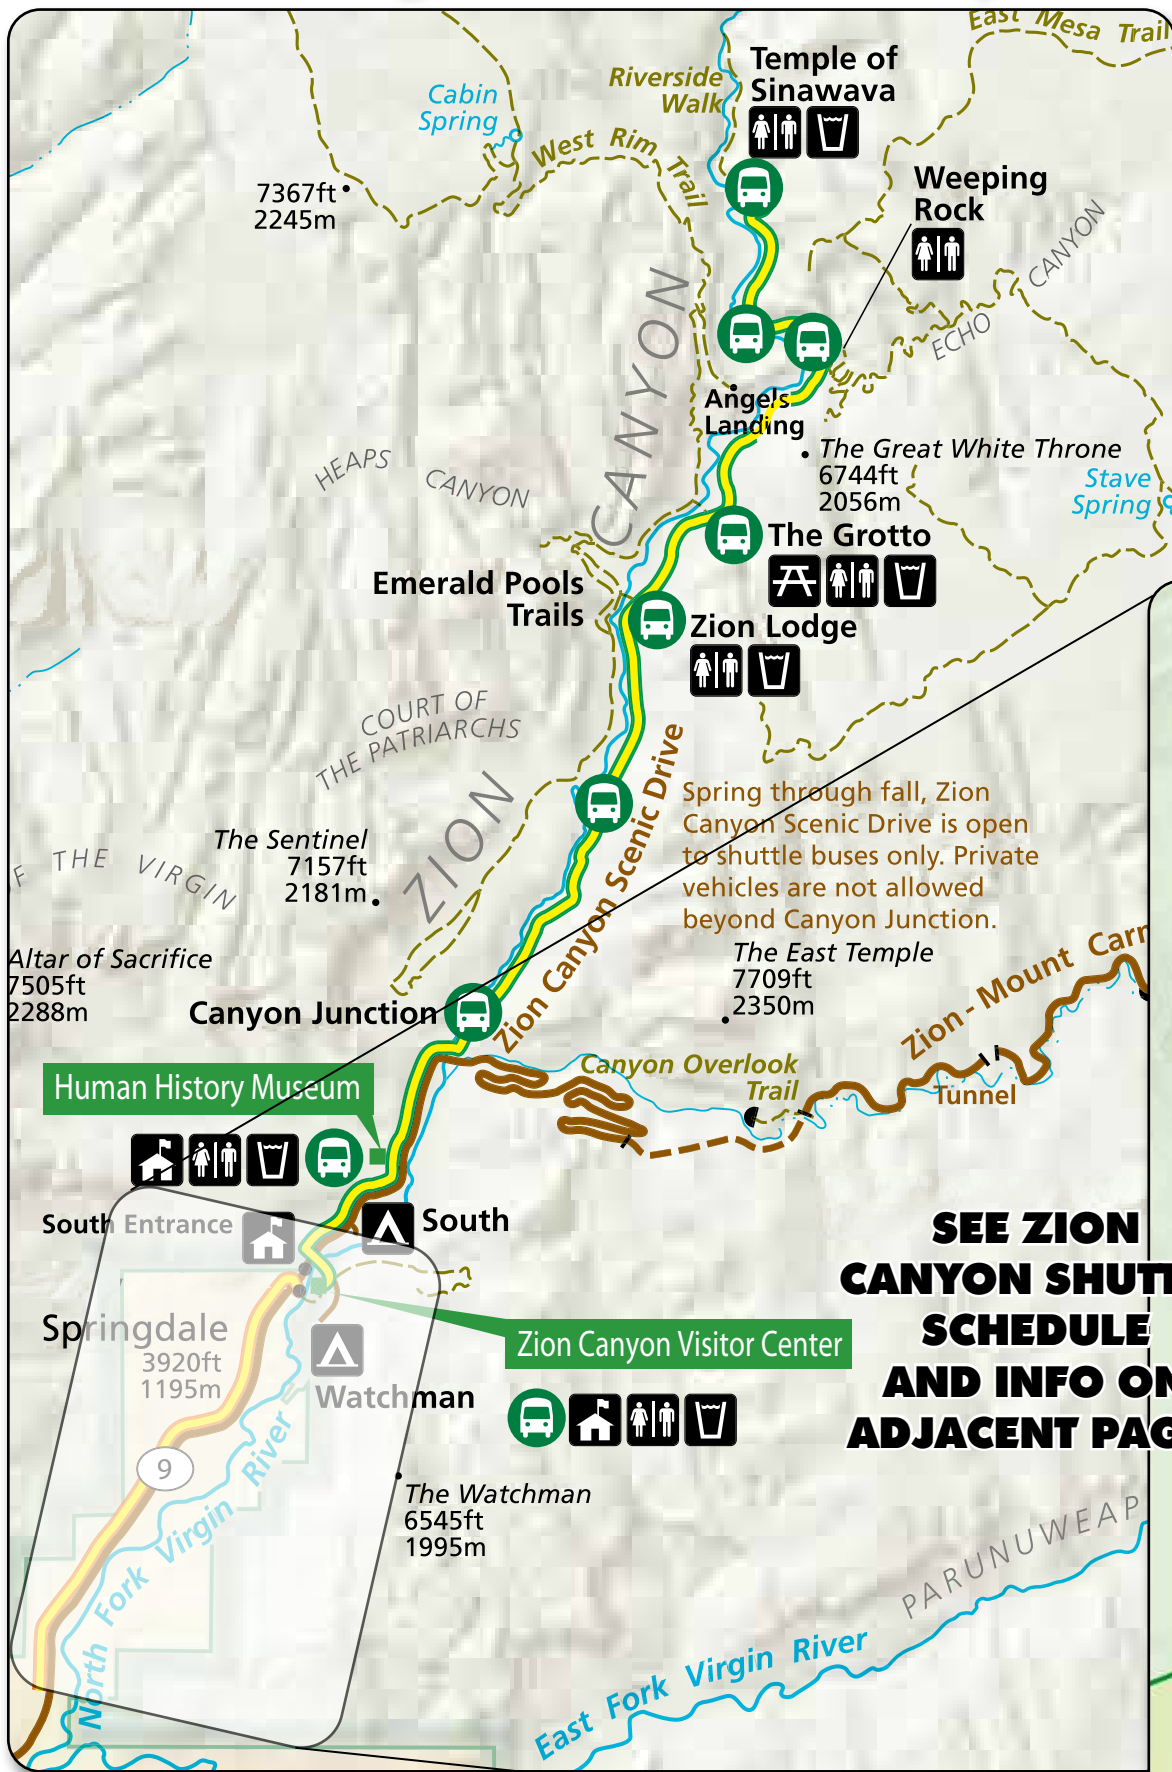 East Mesa Trail
Temple of
Sinawava
Riverside
Walk
Cabin
Spring
West Rim Trail
7367ft
2245m
Weeping
Rock
ECHO CANYON
Angels
Landing
The Great White Throne
6744ft
2056m
Stave
Spring
HEAPS CANYON
ZION CANYON
The Grotto
Emerald Pools
Trails
Zion Lodge
COURT OF
THE PATRIARCHS
Zion Canyon Scenic Drive
Spring through fall, Zion
Canyon Scenic Drive is open
to shuttle buses only. Private
vehicles are not allowed
beyond Canyon Junction.
The Sentinel
7157ft
2181m
F THE VIRGIN
Altar of Sacrifice
7505ft
2288m
The East Temple
7709ft
2350m
Canyon Junction
Zion-Mount Carr
Canyon Overlook
Trail
Tunnel
Human History Museum
South Entrance
South
SEE ZION
CANYON SHUTT
SCHEDULE
AND INFO ON
ADJACENT PAG
Springdale
3920ft
1195m
Zion Canyon Visitor Center
Watchman
9
North Fork Virgin River
The Watchman
6545ft
1995m
PARUNUWEAP
East Fork Virgin River